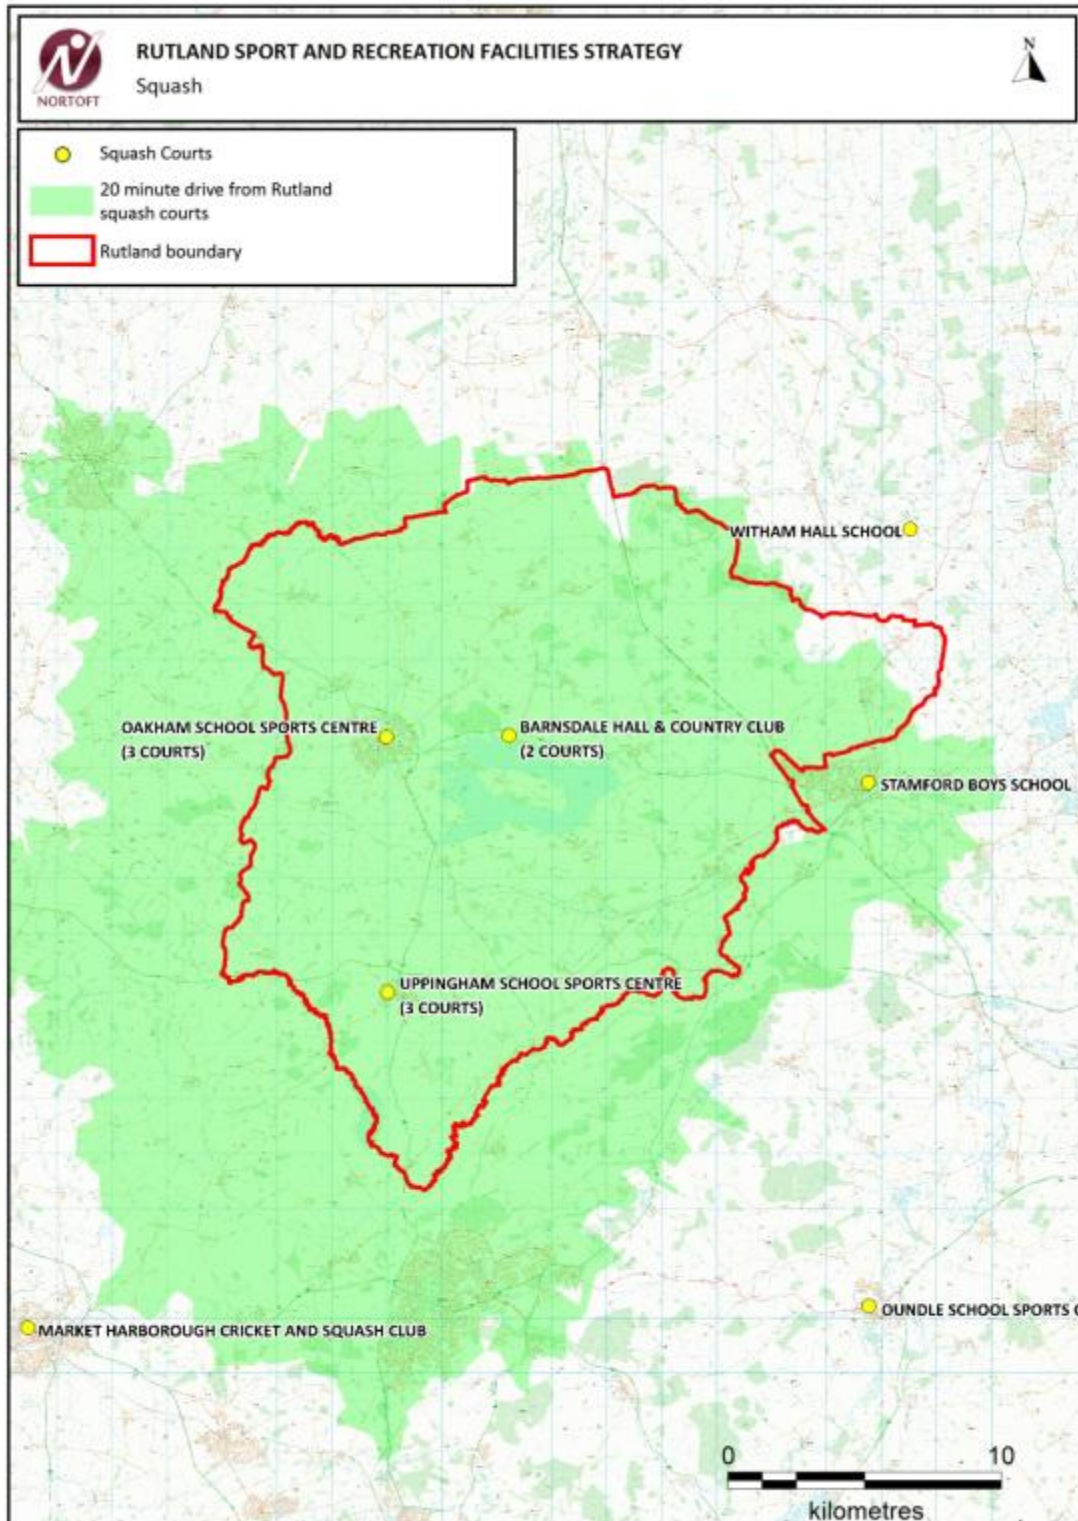 RUTLAND SPORT AND RECREATION FACILITIES STRATEGY
Squash
NORTOFT
N
Squash Courts
20 minute drive from Rutland
squash courts
Rutland boundary
WITHAM HALL SCHOOL
OAKHAM SCHOOL SPORTS CENTRE
(3 COURTS)
BARNSDALE HALL & COUNTRY CLUB
(2 COURTS)
STAMFORD BOYS SCHOOL
UPPINGHAM SCHOOL SPORTS CENTRE
(3 COURTS)
OUNDLE SCHOOL SPORTS
MARKET HARBOROUGH CRICKET AND SQUASH CLUB
0 10
kilometres